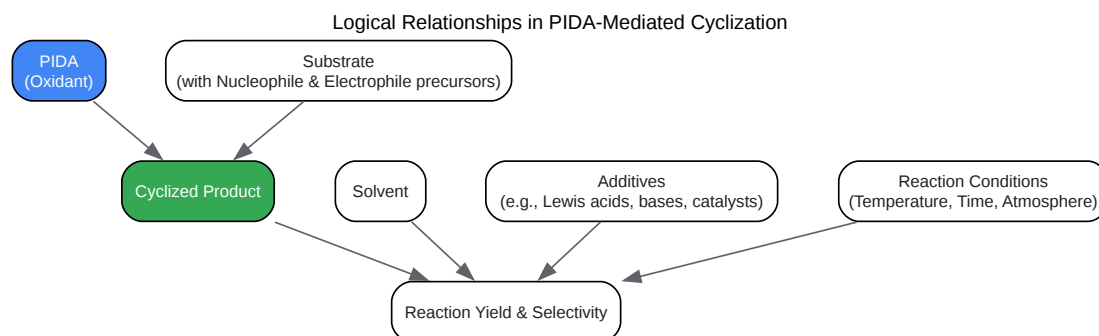 Logical Relationships in PIDA-Mediated Cyclization
PIDA
(Oxidant)
Substrate
(with Nucleophile & Electrophile precursors)
Cyclized Product
Solvent
Additives
(e.g., Lewis acids, bases, catalysts)
Reaction Conditions
(Temperature, Time, Atmosphere)
Reaction Yield & Selectivity